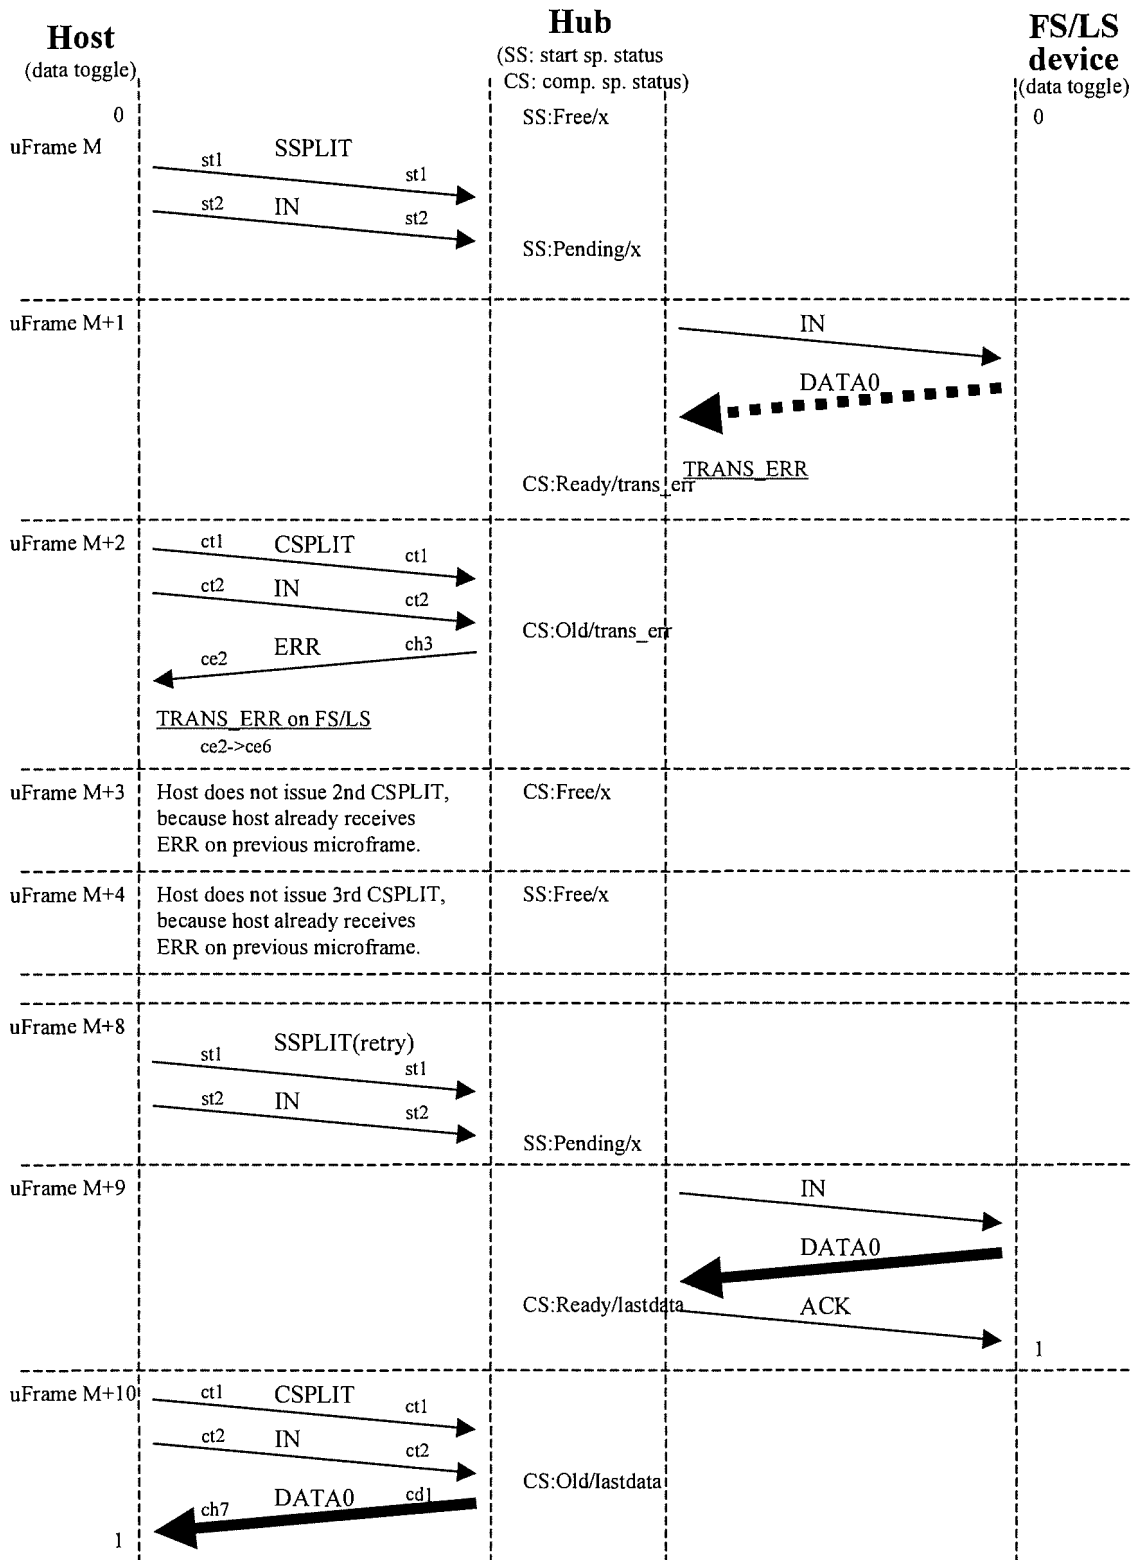 Host
(data toggle)
Hub
(SS: start sp. status
CS: comp. sp. status)
FS/LS
device
(data toggle)
0
SS:Free/x
0
uFrame M
SSPLIT
st1
st1
st2
IN
st2
SS:Pending/x
uFrame M+1
IN
DATA0
TRANS_ERR
CS:Ready/trans_err
uFrame M+2
ct1
CSPLIT
ct1
ct2
IN
ct2
CS:Old/trans_err
ERR
ch3
ce2
TRANS_ERR on FS/LS
ce2->ce6
uFrame M+3
Host does not issue 2nd CSPLIT,
because host already receives
ERR on previous microframe.
CS:Free/x
uFrame M+4
Host does not issue 3rd CSPLIT,
because host already receives
ERR on previous microframe.
SS:Free/x
uFrame M+8
SSPLIT(retry)
st1
st1
st2
IN
st2
SS:Pending/x
uFrame M+9
IN
DATA0
CS:Ready/lastdata
ACK
1
uFrame M+10
ct1
CSPLIT
ct1
ct2
IN
ct2
CS:Old/lastdata
DATA0
cd1
ch7
1